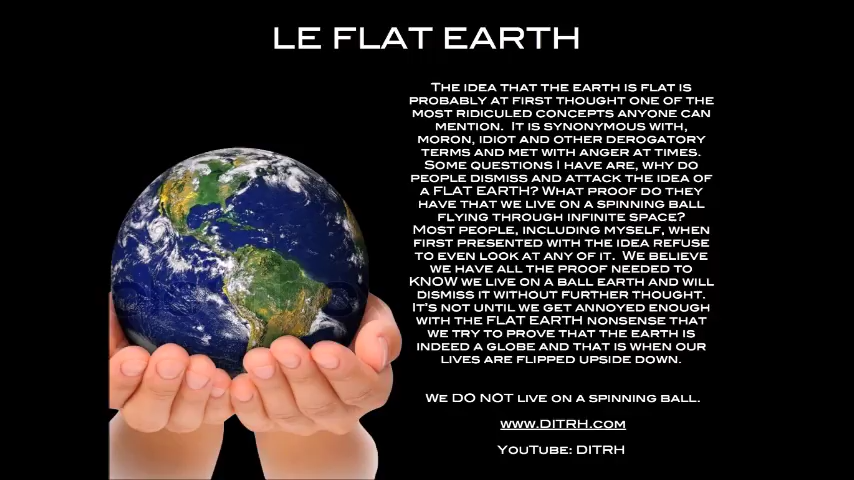 LE FLAT EARTH
THE IDEA THAT THE EARTH IS FLAT IS
PROBABLY AT FIRST THOUGHT ONE OF THE
MOST RIDICULED CONCEPTS ANYONE CAN
MENTION. IT IS SYNONYMOUS WITH,
MORON, IDIOT AND OTHER DEROGATORY
TERMS AND MET WITH ANGER AT TIMES.
SOME QUESTIONS I HAVE ARE, WHY DO
PEOPLE DISMISS AND ATTACK THE IDEA OF
A FLAT EARTH? WHAT PROOF DO THEY
HAVE THAT WE LIVE ON A SPINNING BALL
FLYING THROUGH INFINITE SPACE?
MOST PEOPLE, INCLUDING MYSELF, WHEN
FIRST PRESENTED WITH THE IDEA REFUSE
TO EVEN LOOK AT ANY OF IT. WE BELIEVE
WE HAVE ALL THE PROOF NEEDED TO
KNOW WE LIVE ON A BALL EARTH AND WILL
DISMISS IT WITHOUT FURTHER THOUGHT.
IT'S NOT UNTIL WE GET ANNOYED ENOUGH
WITH THE FLAT EARTH NONSENSE THAT
WE TRY TO PROVE THAT THE EARTH IS
INDEED A GLOBE AND THAT IS WHEN OUR
LIVES ARE FLIPPED UPSIDE DOWN.
WE DO NOT LIVE ON A SPINNING BALL.
WWW.DITRH.COM
YOUTUBE: DITRH